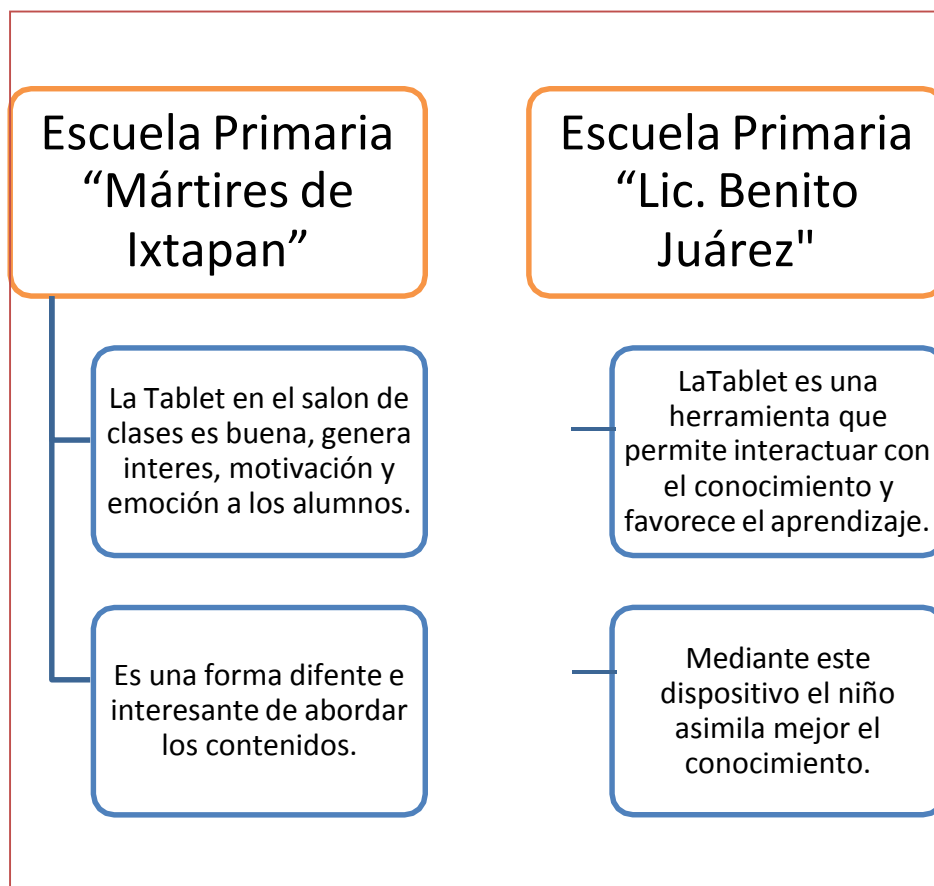 Escuela Primaria
“Mártires de
Ixtapan”
La Tablet en el salon de
clases es buena, genera
interes, motivación y
emoción a los alumnos.
Es una forma difente e
interesante de abordar
los contenidos.
Escuela Primaria
“Lic. Benito
Juárez"
LaTablet es una
herramienta que
permite interactuar con
el conocimiento y
favorece el aprendizaje.
Mediante este
dispositivo el niño
asimila mejor el
conocimiento.